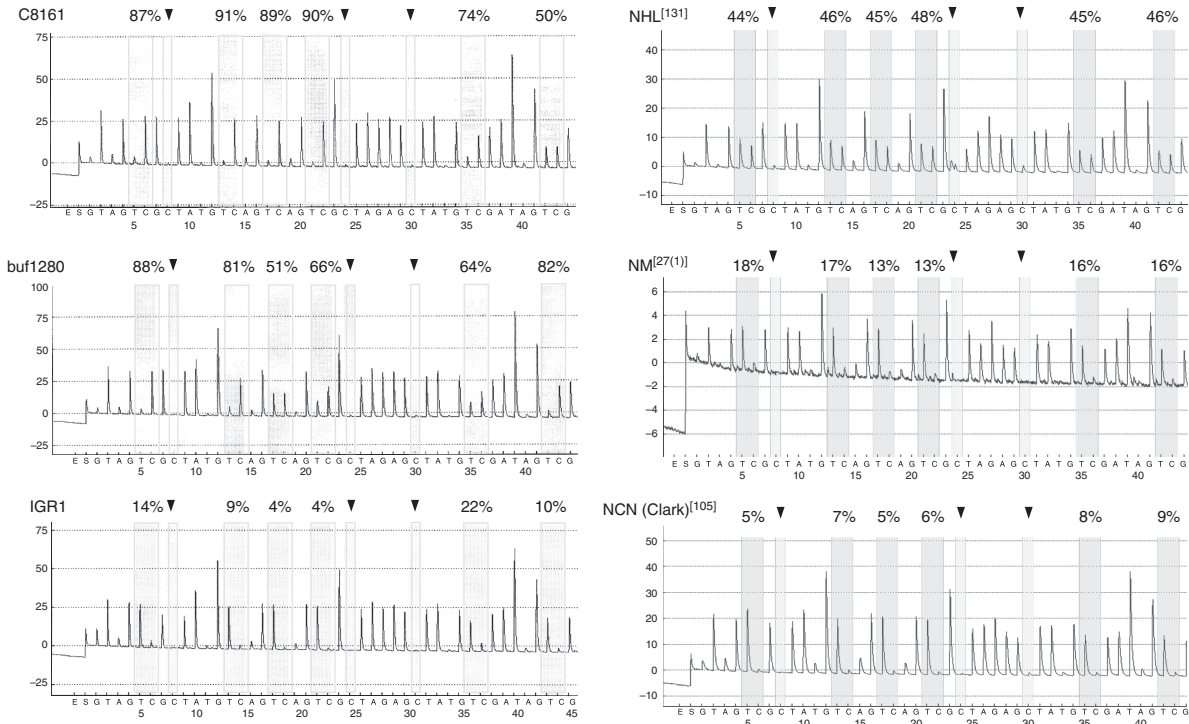 C8161 87% 91% 89% 90% 74% 50%
75
50
25
0
−25
E S G T A G T C G C T A T G T C A G T C A G T C G C T A G A G C T A T G T C G A T A G T C G
5 10 15 20 25 30 35 40
NHL[131] 44% 46% 45% 48% 45% 46%
40
30
20
10
0
−10
E S G T A G T C G C T A T G T C A G T C A G T C G C T A G A G C T A T G T C G A T A G T C G
5 10 15 20 25 30 35 40
buf1280 88% 81% 51% 66% 64% 82%
100
75
50
25
0
−25
E S G T A G T C G C T A T G T C A G T C A G T C G C T A G A G C T A T G T C G A T A G T C G
5 10 15 20 25 30 35 40
NM[27(1)] 18% 17% 13% 13% 16% 16%
6
4
2
0
−2
−4
−6
E S G T A G T C G C T A T G T C A G T C A G T C G C T A G A G C T A T G T C G A T A G T C G
5 10 15 20 25 30 35 40
IGR1 14% 9% 4% 4% 22% 10%
75
50
25
0
−25
E S G T A G T C G C T A T G T C A G T C A G T C G C T A G A G C T A T G T C G A T A G T C G
5 10 15 20 25 30 35 40 45
NCN (Clark)[105] 5% 7% 5% 6% 8% 9%
50
40
30
20
10
0
−10
E S G T A G T C G C T A T G T C A G T C A G T C G C T A G A G C T A T G T C G A T A G T C G
5 10 15 20 25 30 35 40